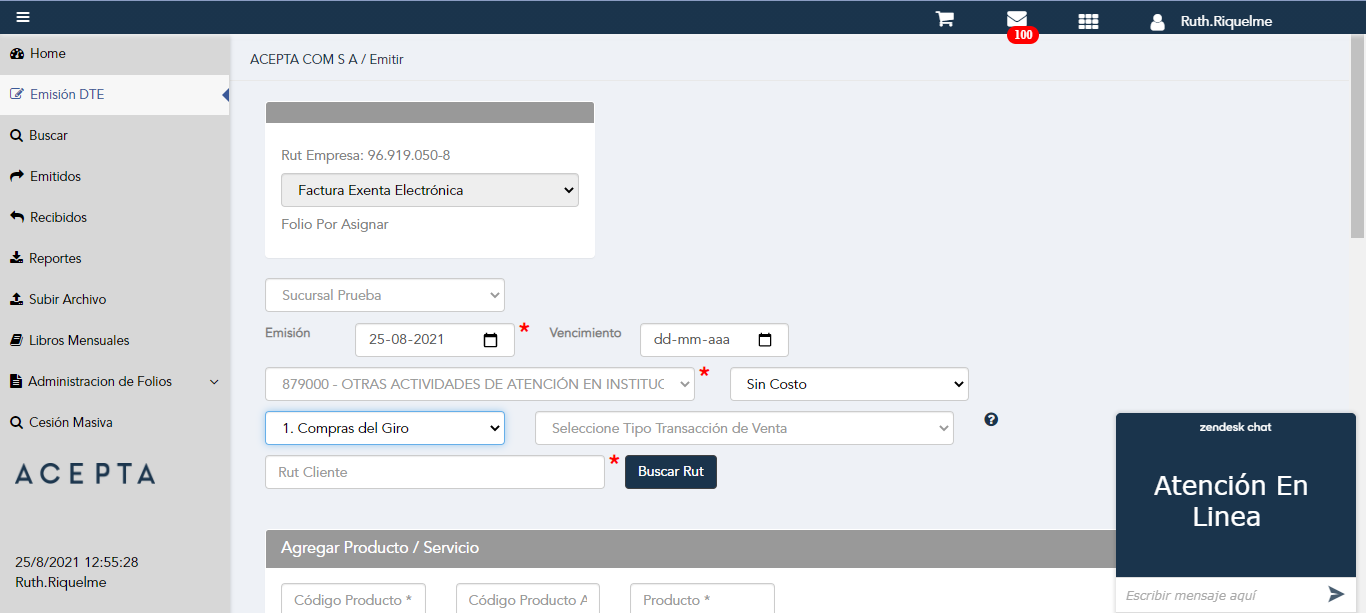 100
Ruth.Riquelme
Home
Emisión DTE
Buscar
Emitidos
Recibidos
Reportes
Subir Archivo
Libros Mensuales
Administracion de Folios
Cesión Masiva
ACEPTA
25/8/2021 12:55:28
Ruth.Riquelme
ACEPTA COM S A / Emitir
Rut Empresa: 96.919.050-8
Factura Exenta Electrónica
Folio Por Asignar
Sucursal Prueba
Emisión 25-08-2021 * Vencimiento dd-mm-aaa
879000 - OTRAS ACTIVIDADES DE ATENCIÓN EN INSTITUC * Sin Costo
1. Compras del Giro Seleccione Tipo Transacción de Venta ?
Rut Cliente * Buscar Rut
Agregar Producto / Servicio
Código Producto * Código Producto A Producto *
zendesk chat
Atención En
Linea
Escribir mensaje aquí